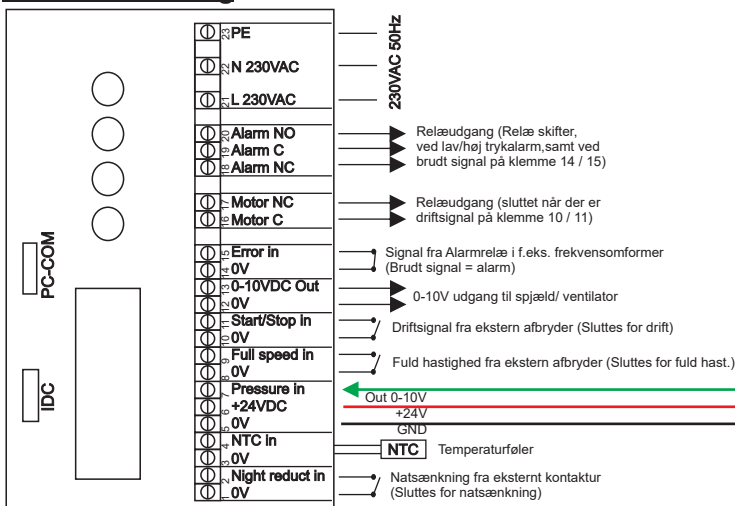 23 PE
22 N 230VAC
21 L 230VAC
230VAC 50Hz
20 Alarm NO
19 Alarm C
18 Alarm NC
Relæudgang (Relæ skifter,
ved lav/høj trykalarm,samt ved
brudt signal på klemme 14 / 15)
17 Motor NC
16 Motor C
Relæudgang (sluttet når der er
driftsignal på klemme 10 / 11)
PC-COM
15 Error in
14 0V
Signal fra Alarmrelæ i f.eks. frekvensomformer
(Brudt signal = alarm)
13 0-10VDC Out
12 0V
0-10V udgang til spjæld/ ventilator
11 Start/Stop in
10 0V
Driftsignal fra ekstern afbryder (Sluttes for drift)
9 Full speed in
8 0V
Fuld hastighed fra ekstern afbryder (Sluttes for fuld hast.)
IDC
7 Pressure in
6 +24VDC
5 0V
Out 0-10V
+24V
GND
4 NTC in
3 0V
NTC Temperaturføler
2 Night reduct in
1 0V
Natsænkning fra eksternt kontaktur
(Sluttes for natsænkning)